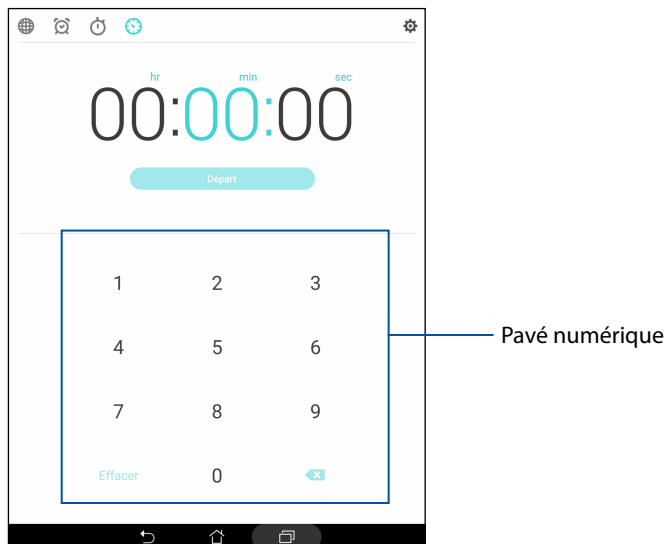 hr min sec
00:00:00
Départ
1 2 3
Pavé numérique
4 5 6
7 8 9
Effacer 0